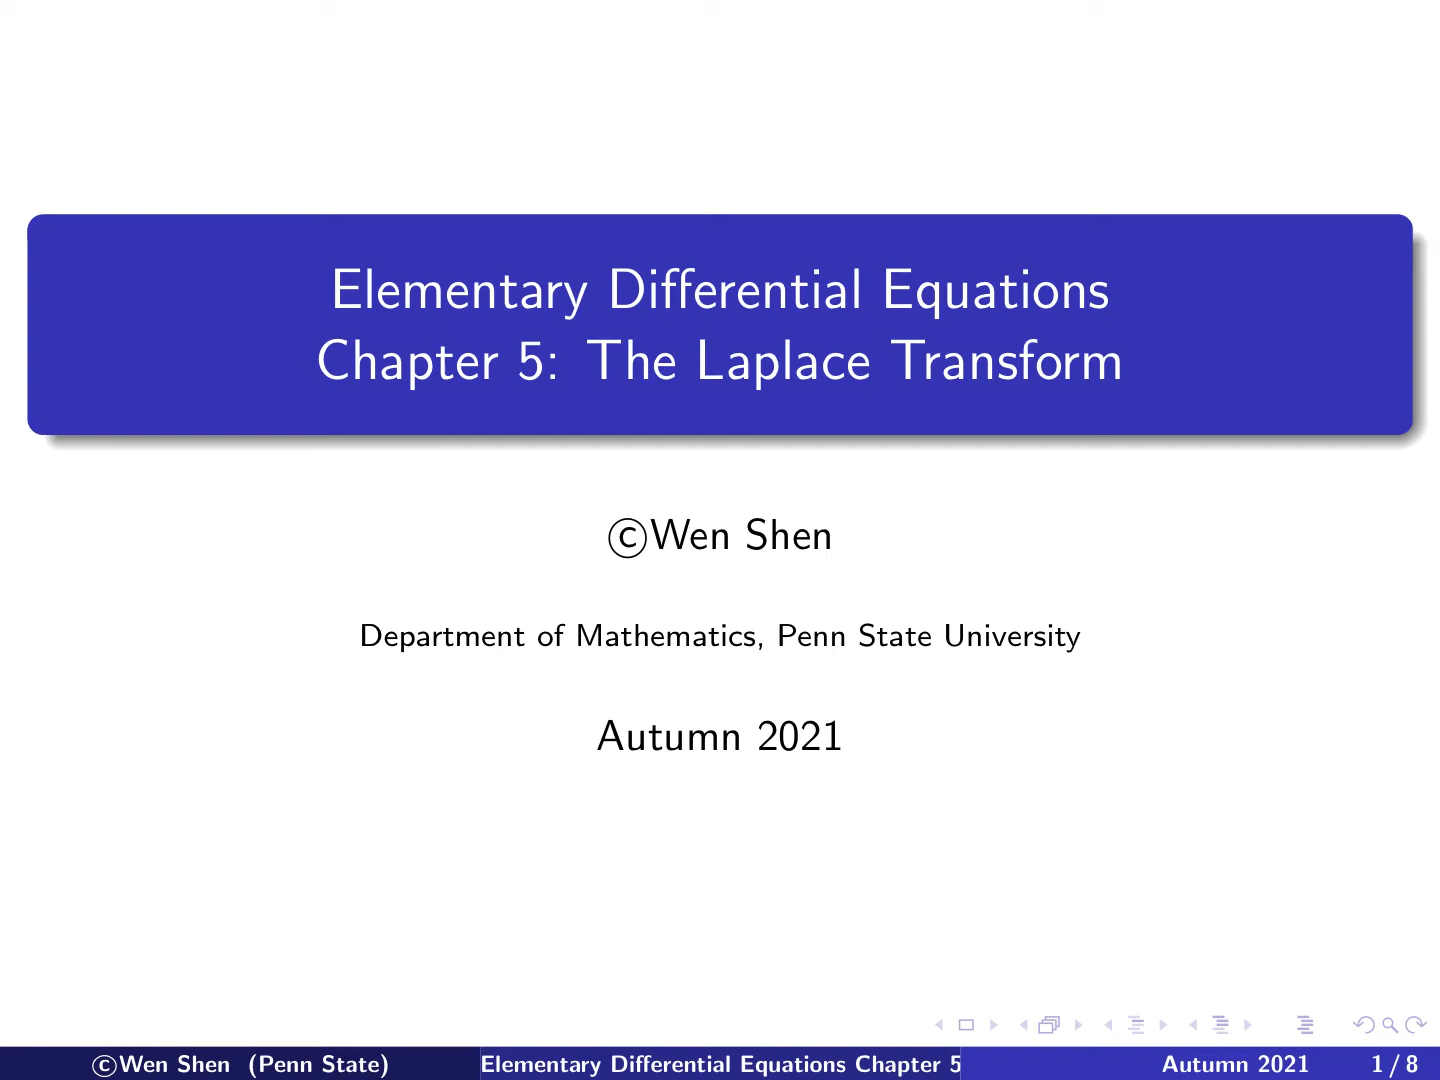 Elementary Differential Equations
Chapter 5: The Laplace Transform
©Wen Shen
Department of Mathematics, Penn State University
Autumn 2021
©Wen Shen (Penn State)
Elementary Differential Equations Chapter 5
Autumn 2021
1 / 8